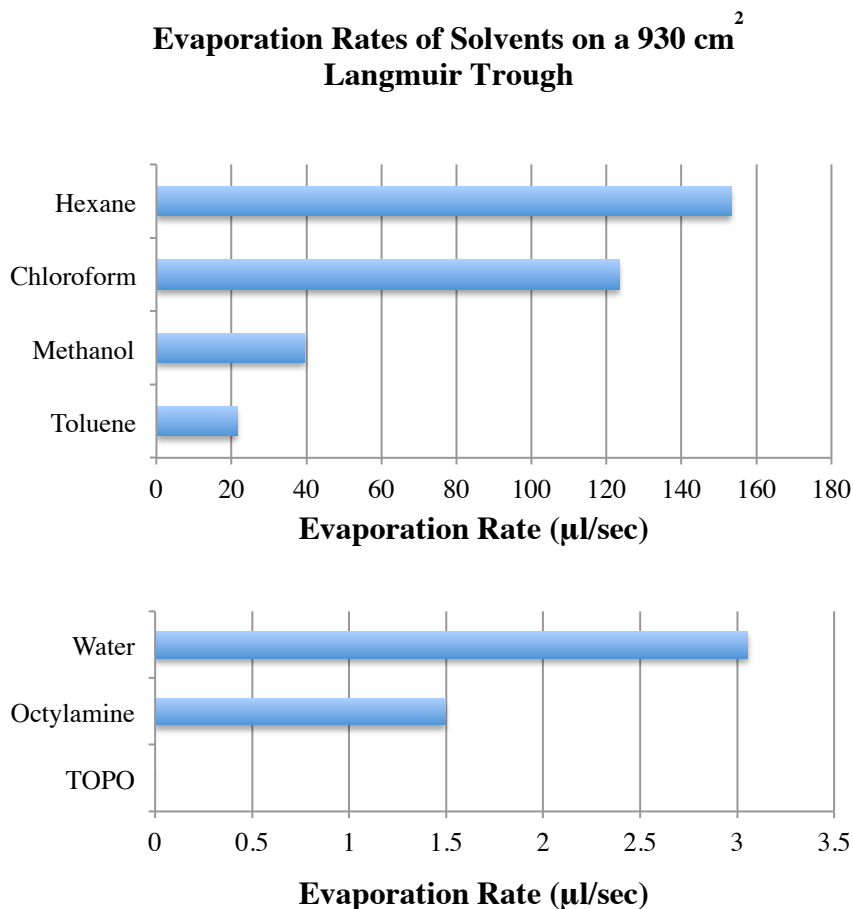 Evaporation Rates of Solvents on a 930 cm²
Langmuir Trough
Hexane
Chloroform
Methanol
Toluene
0 20 40 60 80 100 120 140 160 180
Evaporation Rate (µl/sec)
Water
Octylamine
TOPO
0 0.5 1 1.5 2 2.5 3 3.5
Evaporation Rate (µl/sec)